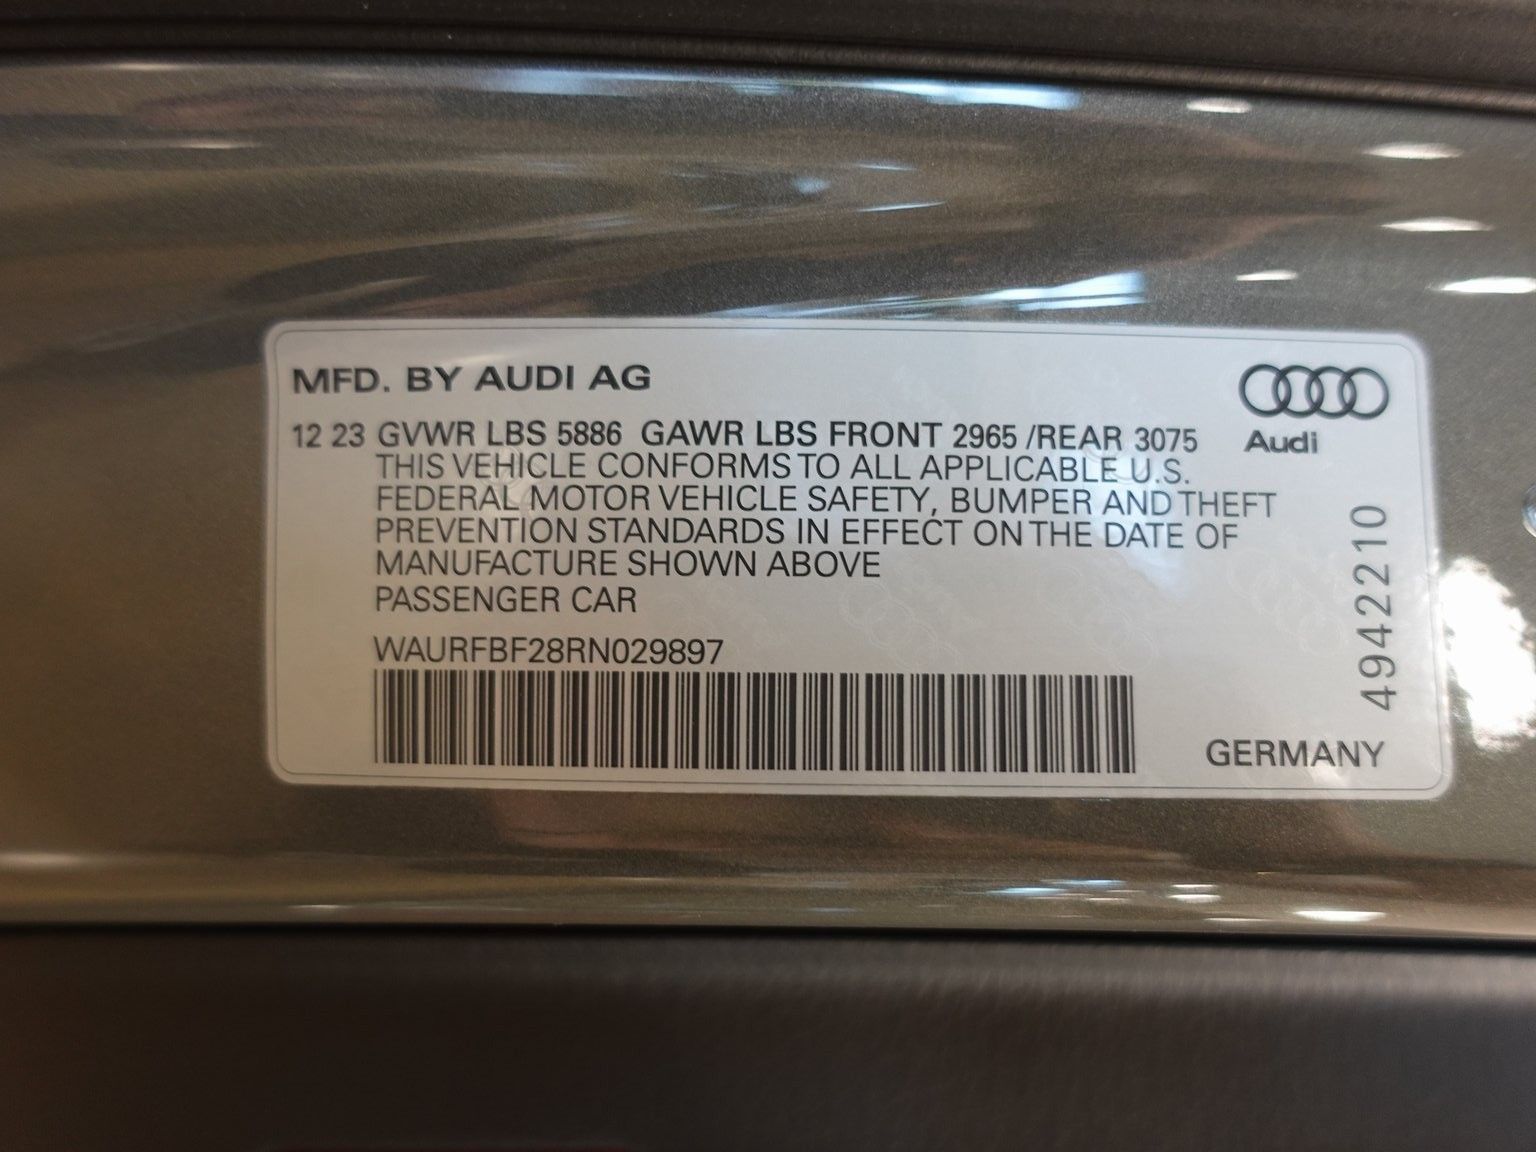 MFD. BY AUDI AG
12 23 GVWR LBS 5886 GAWR LBS FRONT 2965 /REAR 3075
THIS VEHICLE CONFORMS TO ALL APPLICABLE U.S.
FEDERAL MOTOR VEHICLE SAFETY, BUMPER AND THEFT
PREVENTION STANDARDS IN EFFECT ON THE DATE OF
MANUFACTURE SHOWN ABOVE
PASSENGER CAR
WAURFBF28RN029897
Audi
4942210
GERMANY